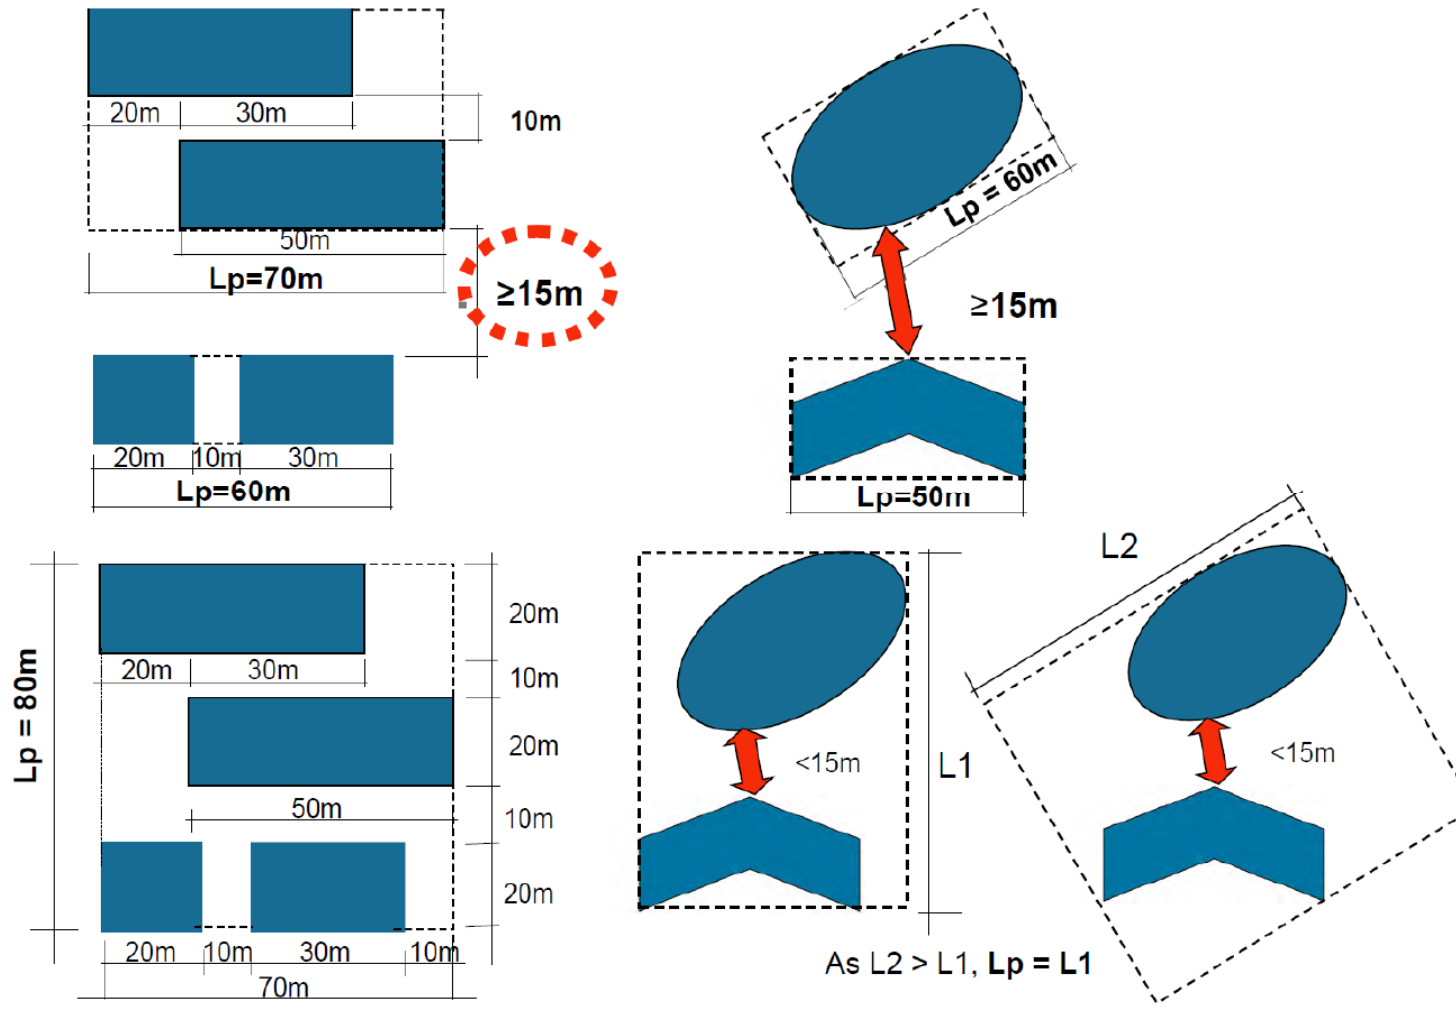 20m 30m
10m
50m
Lp=70m
≥15m
20m 10m 30m
Lp=60m
Lp = 60m
≥15m
Lp=50m
Lp = 80m
20m
20m 30m
10m
20m
50m
10m
20m
20m 10m 30m 10m
70m
<15m
L1
L2
<15m
As L2 > L1, Lp = L1